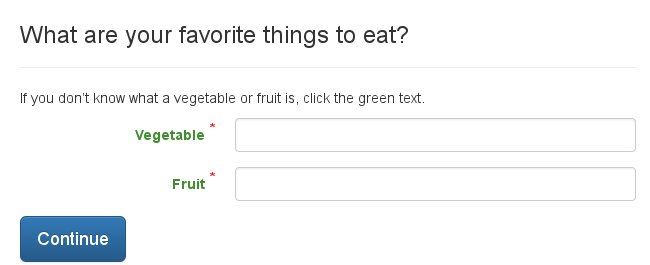 What are your favorite things to eat?
If you don't know what a vegetable or fruit is, click the green text.
Vegetable *
Fruit *
Continue